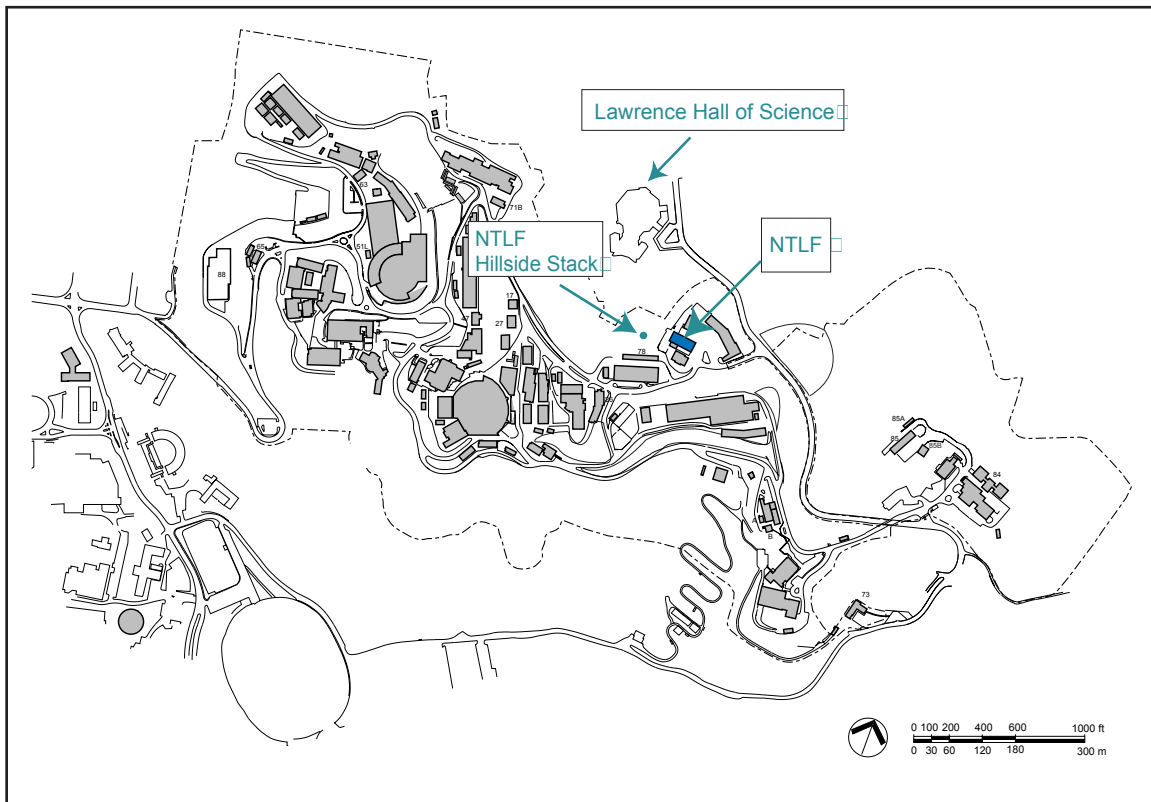 Lawrence Hall of Science
63
71B
NTLF
Hillside Stack
NTLF
65
51L
88
17
27
78
85A
85
85B
84
A
B
73
0 100 200 400 600 1000 ft
0 30 60 120 180 300 m